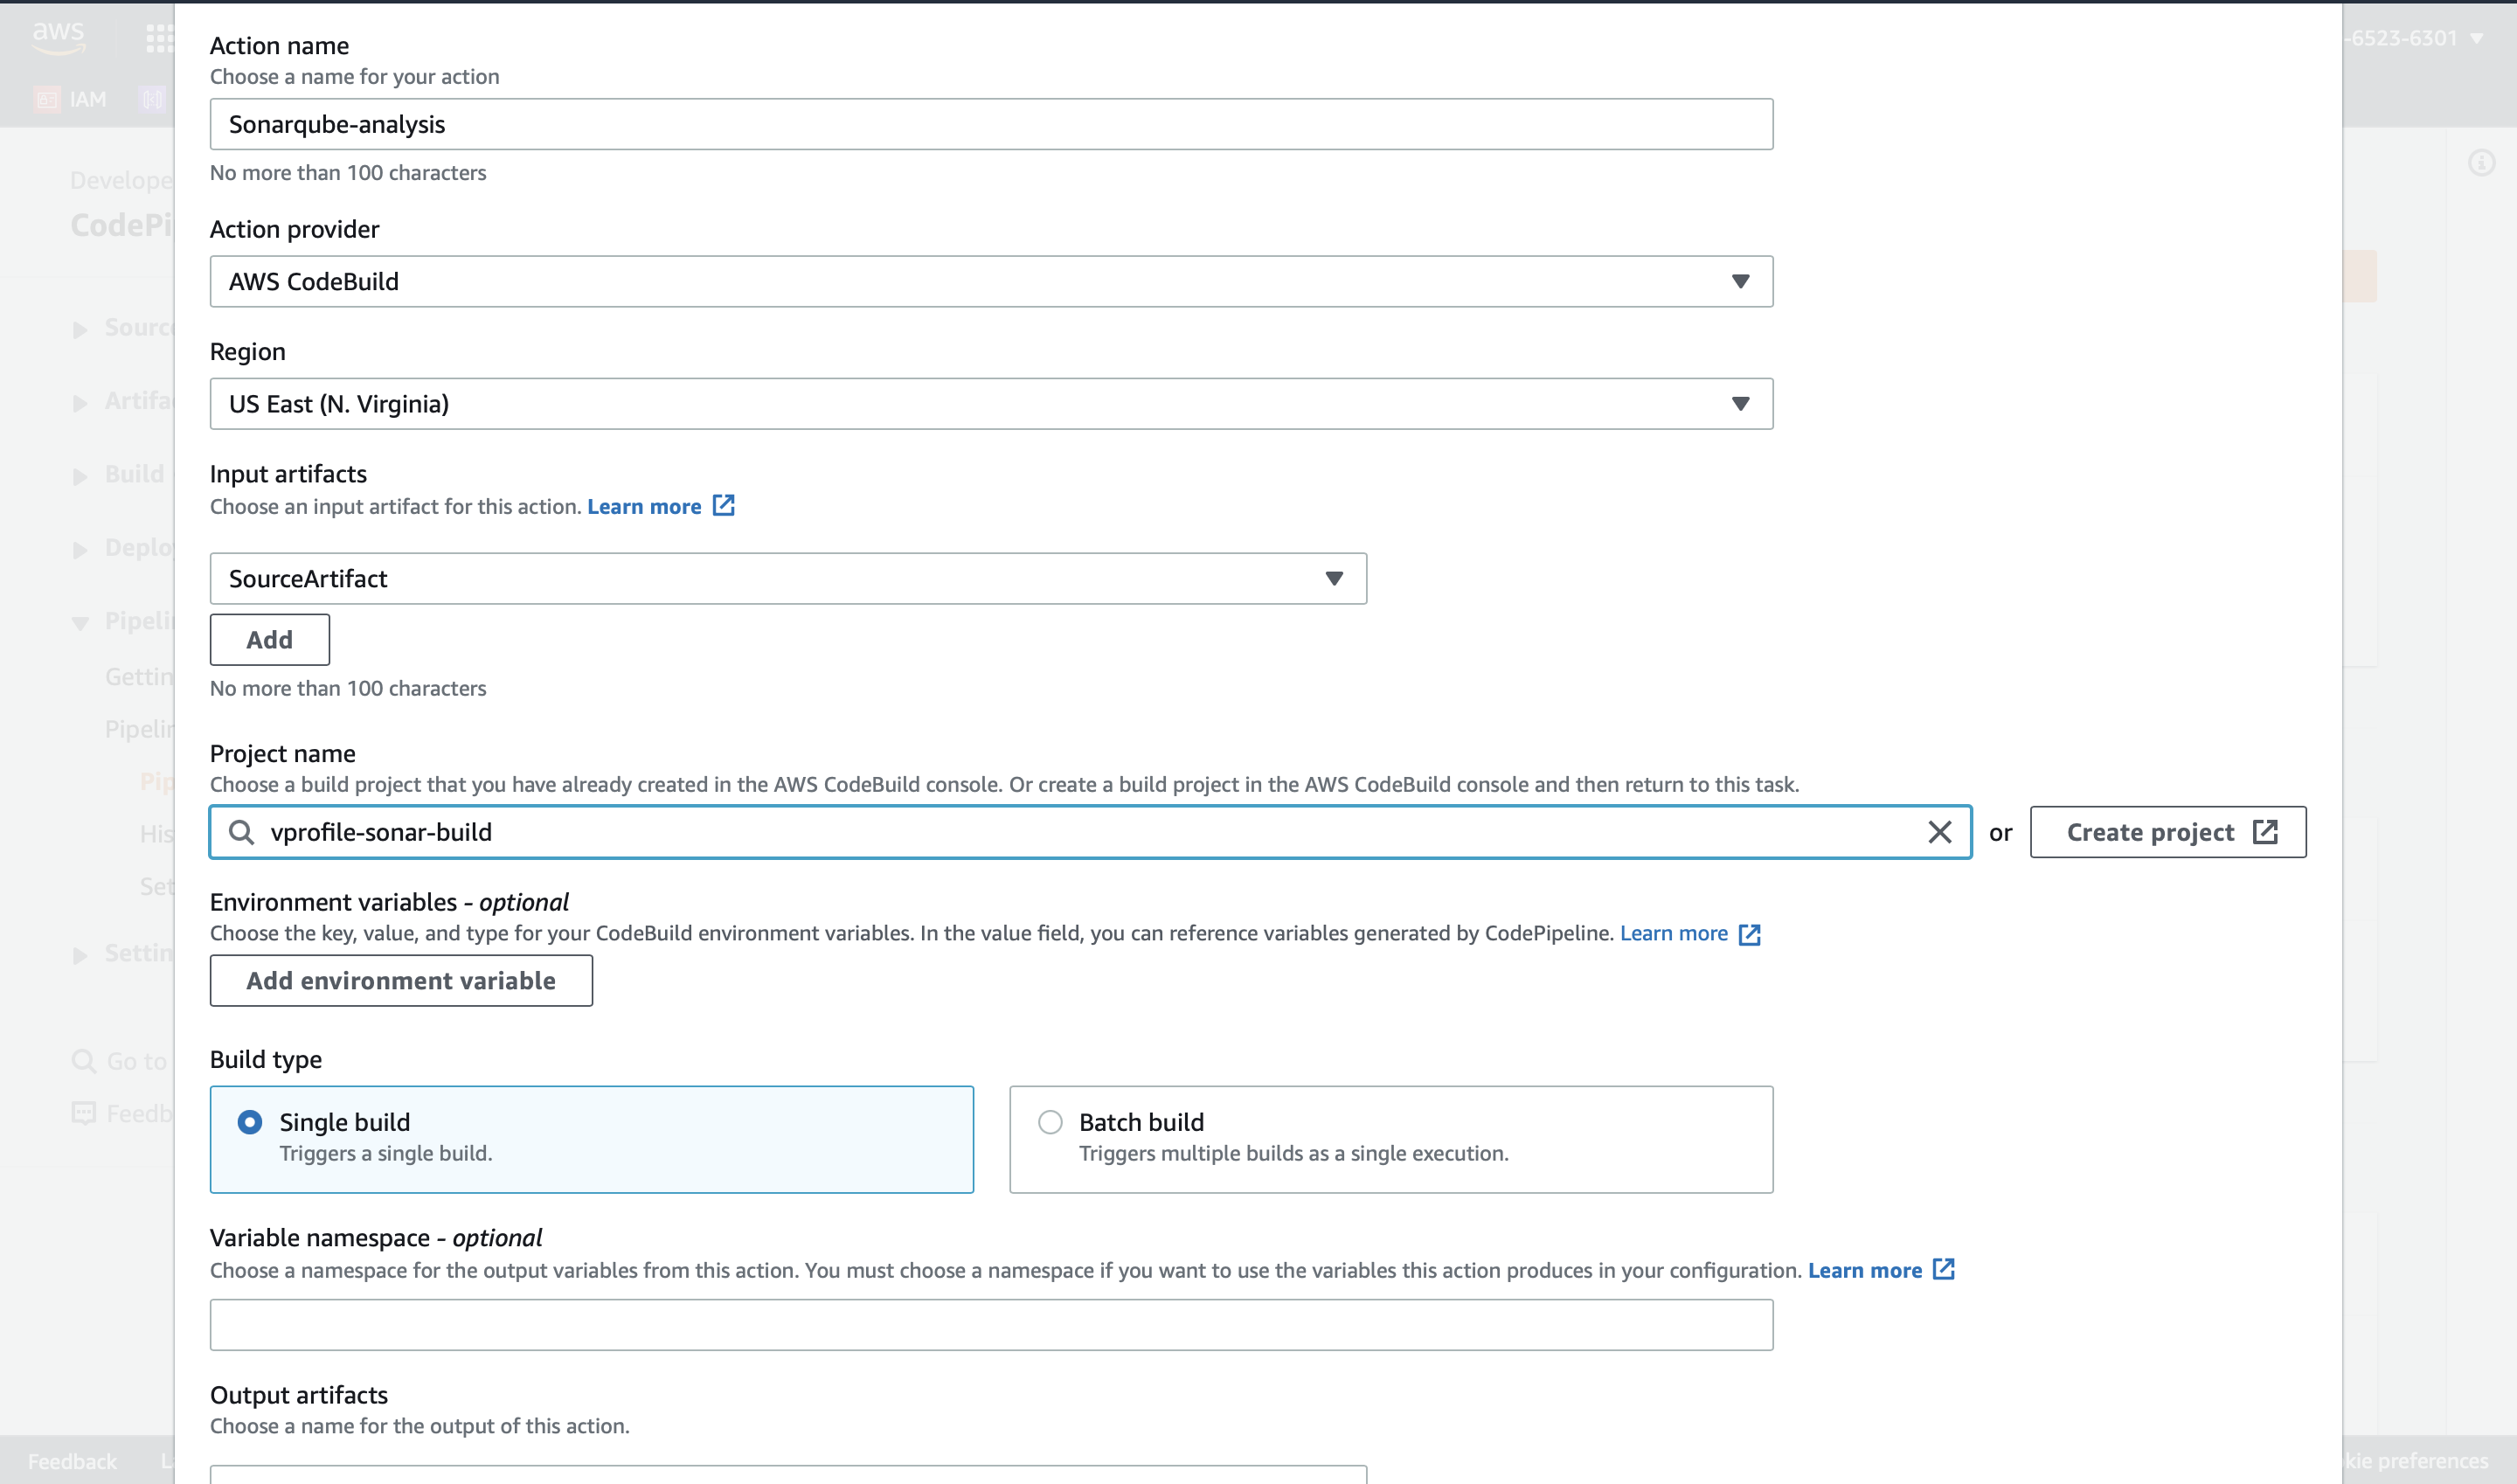 aws
-6523-6301
IAM
Action name
Choose a name for your action
Sonarqube-analysis
No more than 100 characters
Action provider
AWS CodeBuild
Region
US East (N. Virginia)
Input artifacts
Choose an input artifact for this action. Learn more
SourceArtifact
Add
No more than 100 characters
Project name
Choose a build project that you have already created in the AWS CodeBuild console. Or create a build project in the AWS CodeBuild console and then return to this task.
vprofile-sonar-build
or
Create project
Environment variables - optional
Choose the key, value, and type for your CodeBuild environment variables. In the value field, you can reference variables generated by CodePipeline. Learn more
Add environment variable
Build type
Single build
Triggers a single build.
Batch build
Triggers multiple builds as a single execution.
Variable namespace - optional
Choose a namespace for the output variables from this action. You must choose a namespace if you want to use the variables this action produces in your configuration. Learn more
Output artifacts
Choose a name for the output of this action.
Develope
CodePi
Sourc
Artifa
Build
Deplo
Pipeli
Gettin
Pipelin
Pip
His
Set
Settin
Go to
Feedb
Feedback
kie preferences